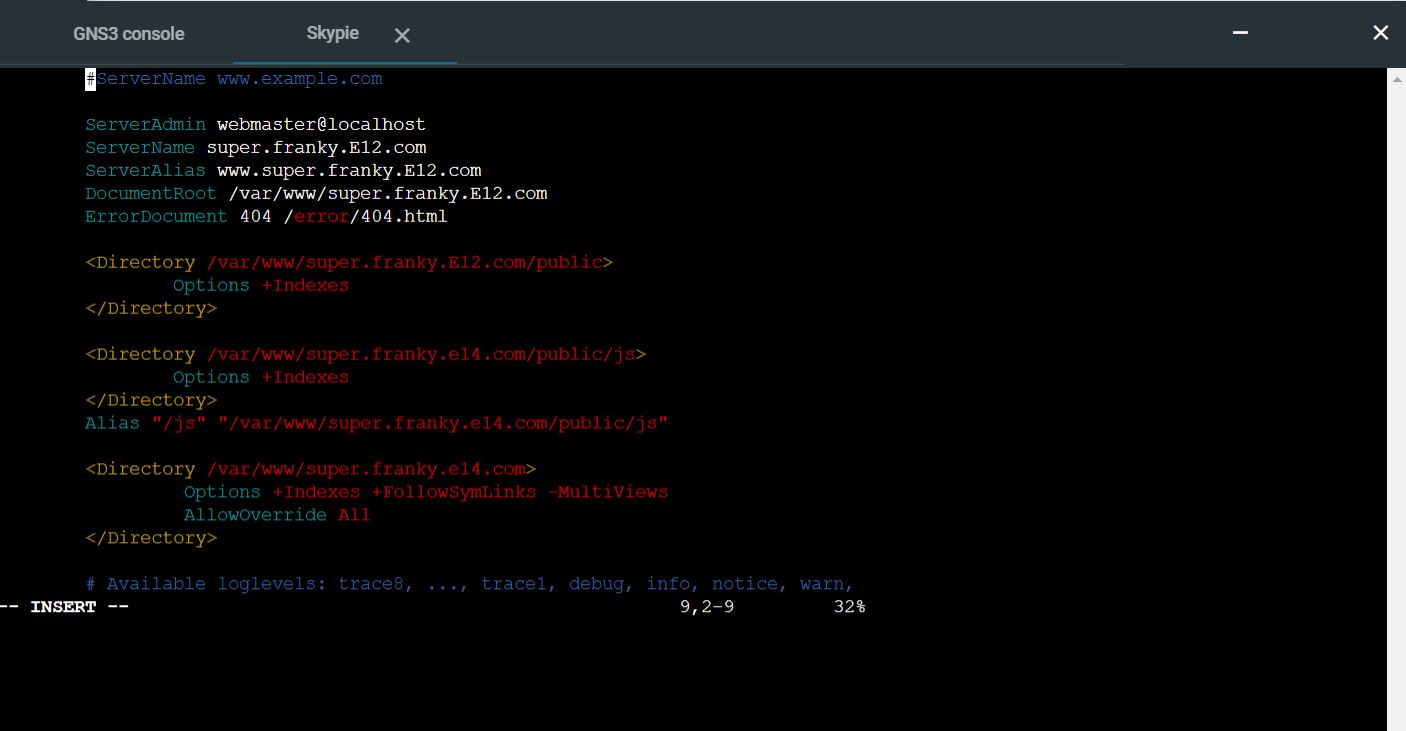 GNS3 console Skypie
#ServerName www.example.com
ServerAdmin webmaster@localhost
ServerName super.franky.E12.com
ServerAlias www.super.franky.E12.com
DocumentRoot /var/www/super.franky.E12.com
ErrorDocument 404 /error/404.html
<Directory /var/www/super.franky.E12.com/public>
Options +Indexes
</Directory>
<Directory /var/www/super.franky.e14.com/public/js>
Options +Indexes
</Directory>
Alias "/js" "/var/www/super.franky.e14.com/public/js"
<Directory /var/www/super.franky.e14.com>
Options +Indexes +FollowSymLinks -MultiViews
AllowOverride All
</Directory>
# Available loglevels: trace8, ..., trace1, debug, info, notice, warn,
-- INSERT -- 9,2-9 32%